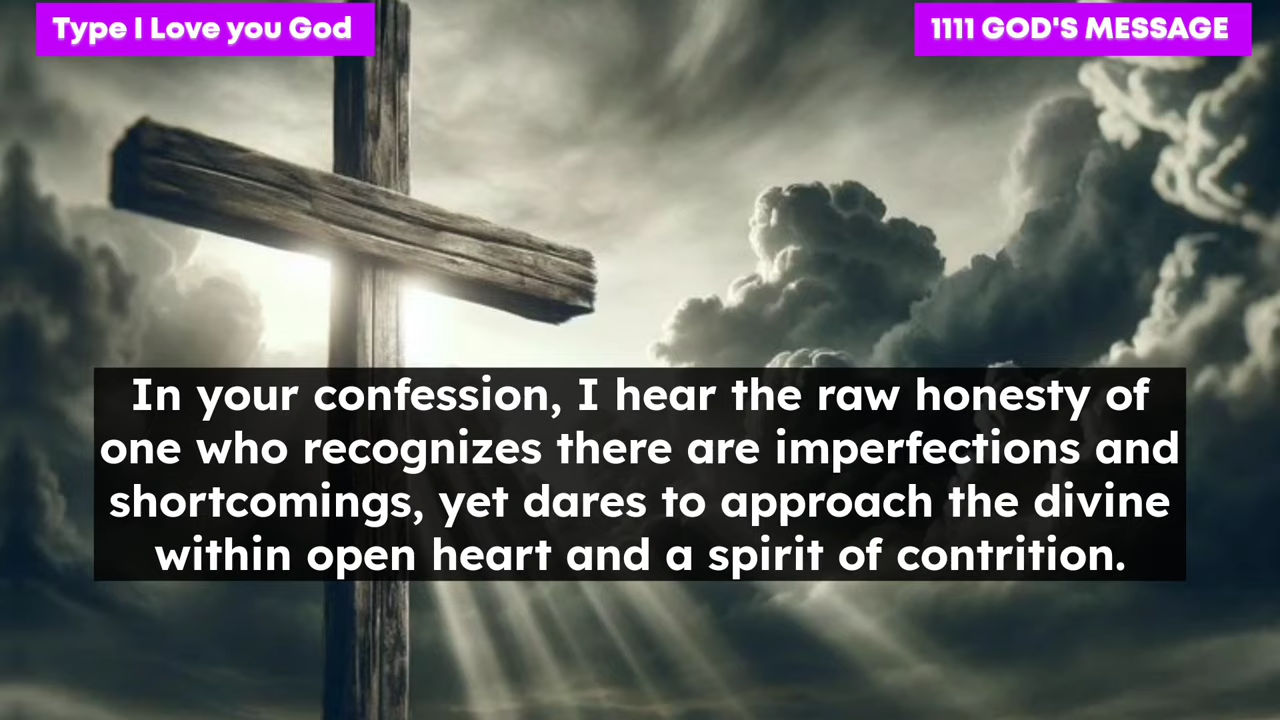 Type I Love you God
1111 GOD'S MESSAGE
In your confession, I hear the raw honesty of
one who recognizes there are imperfections and
shortcomings, yet dares to approach the divine
within open heart and a spirit of contrition.